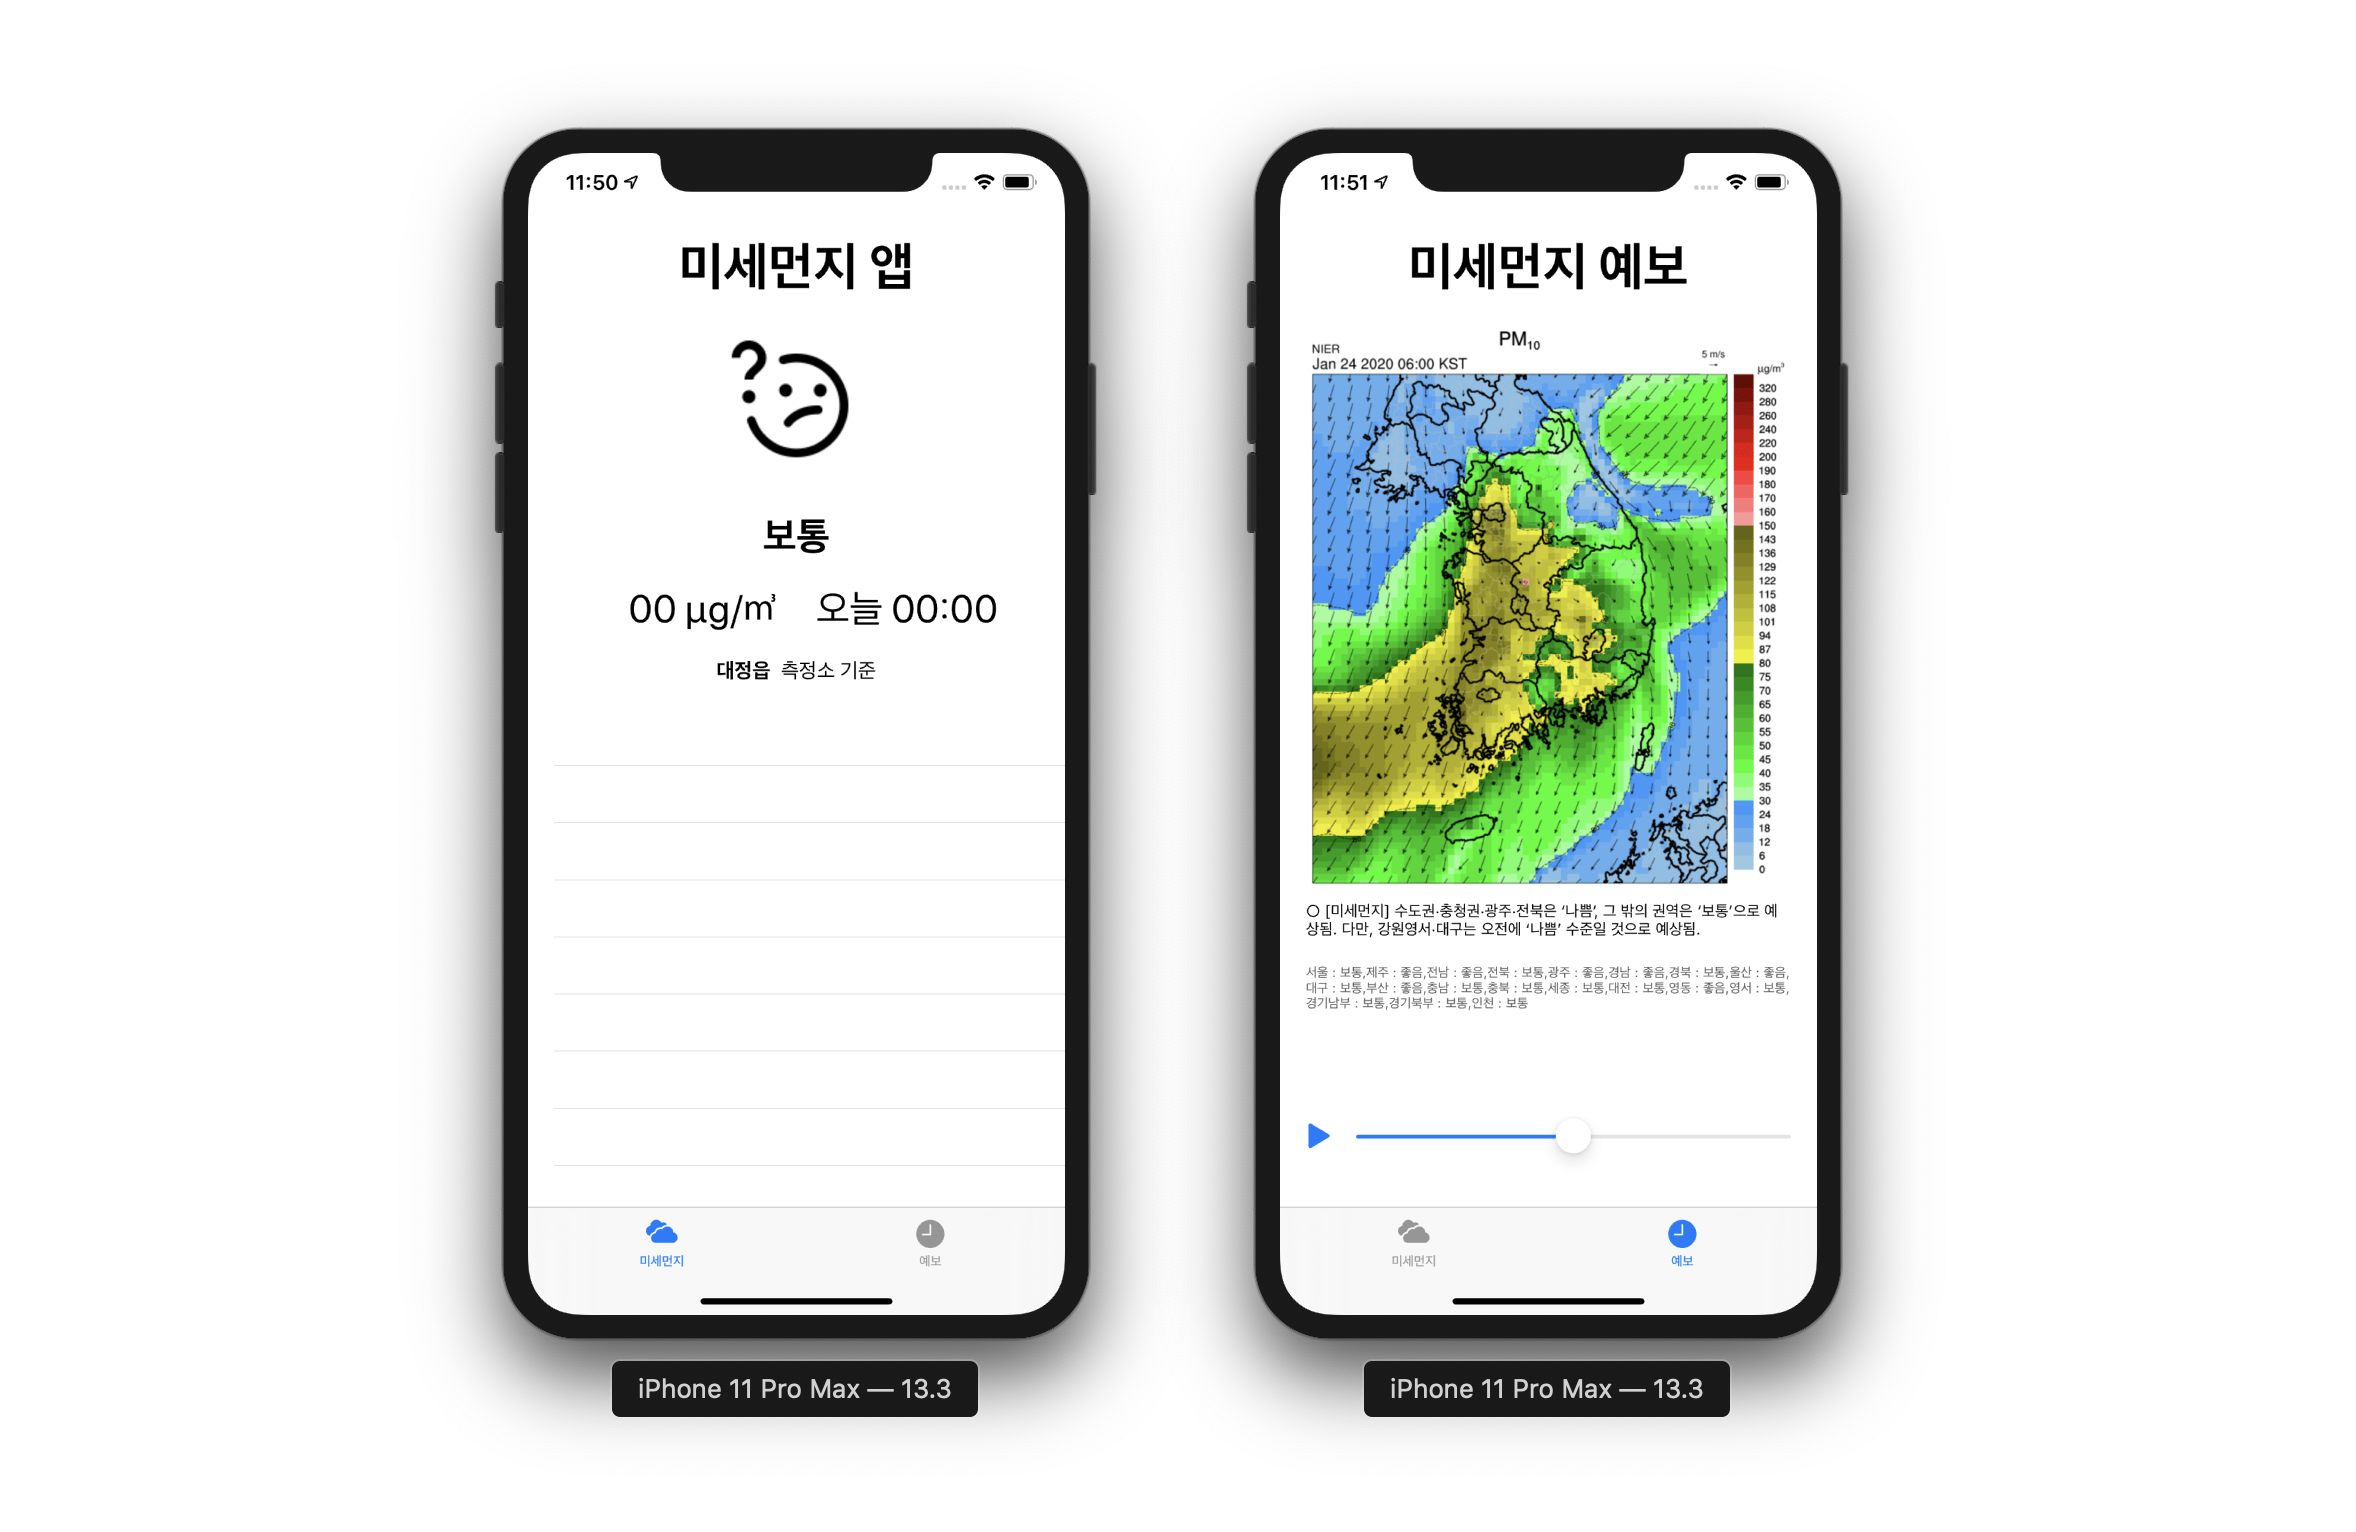 11:50
미세먼지 앱
보통
00 µg/㎥ 오늘 00:00
대정읍 측정소 기준
미세먼지 예보
iPhone 11 Pro Max — 13.3
11:51
미세먼지 예보
PM10
NIER
5 m/s
Jan 24 2020 06:00 KST
µg/m³
320
280
260
240
220
200
190
180
170
160
150
143
136
129
122
115
108
101
94
87
80
75
70
65
60
55
50
45
40
35
30
24
18
12
6
0
○ [미세먼지] 수도권·충청권·광주·전북은 ‘나쁨’, 그 밖의 권역은 ‘보통’으로 예
상됨. 다만, 강원영서·대구는 오전에 ‘나쁨’ 수준일 것으로 예상됨.
서울 : 보통,제주 : 좋음,전남 : 좋음,전북 : 보통,광주 : 좋음,경남 : 좋음,경북 : 보통,울산 : 좋음,
대구 : 보통,부산 : 좋음,충남 : 보통,충북 : 보통,세종 : 보통,대전 : 보통,영동 : 좋음,영서 : 보통,
경기남부 : 보통,경기북부 : 보통,인천 : 보통
미세먼지 예보
iPhone 11 Pro Max — 13.3